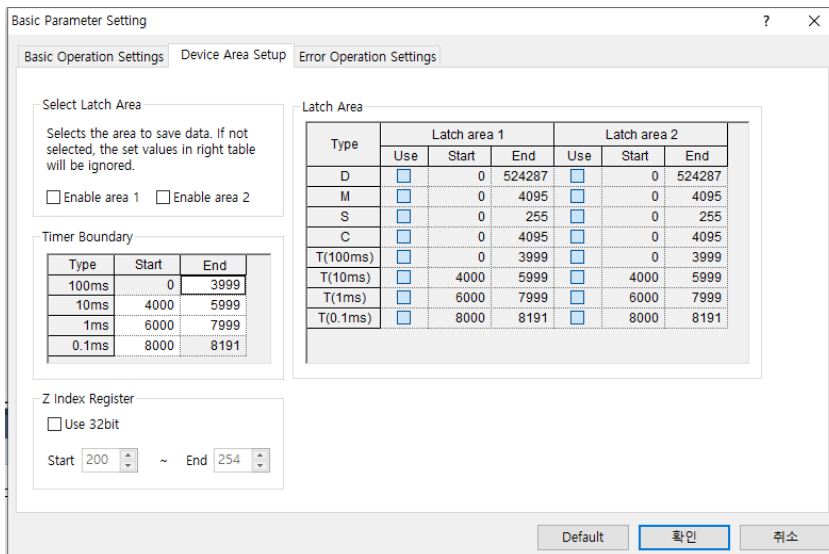 Basic Parameter Setting
Basic Operation Settings Device Area Setup Error Operation Settings
Select Latch Area
Selects the area to save data. If not
selected, the set values in right table
will be ignored.
Enable area 1 Enable area 2
Timer Boundary
Type Start End
100ms 0 3999
10ms 4000 5999
1ms 6000 7999
0.1ms 8000 8191
Z Index Register
Use 32bit
Start 200 ~ End 254
Latch Area
Type Latch area 1 Latch area 2
Use Start End Use Start End
D 0 524287 0 524287
M 0 4095 0 4095
S 0 255 0 255
C 0 4095 0 4095
T(100ms) 0 3999 0 3999
T(10ms) 4000 5999 4000 5999
T(1ms) 6000 7999 6000 7999
T(0.1ms) 8000 8191 8000 8191
Default 확인 취소